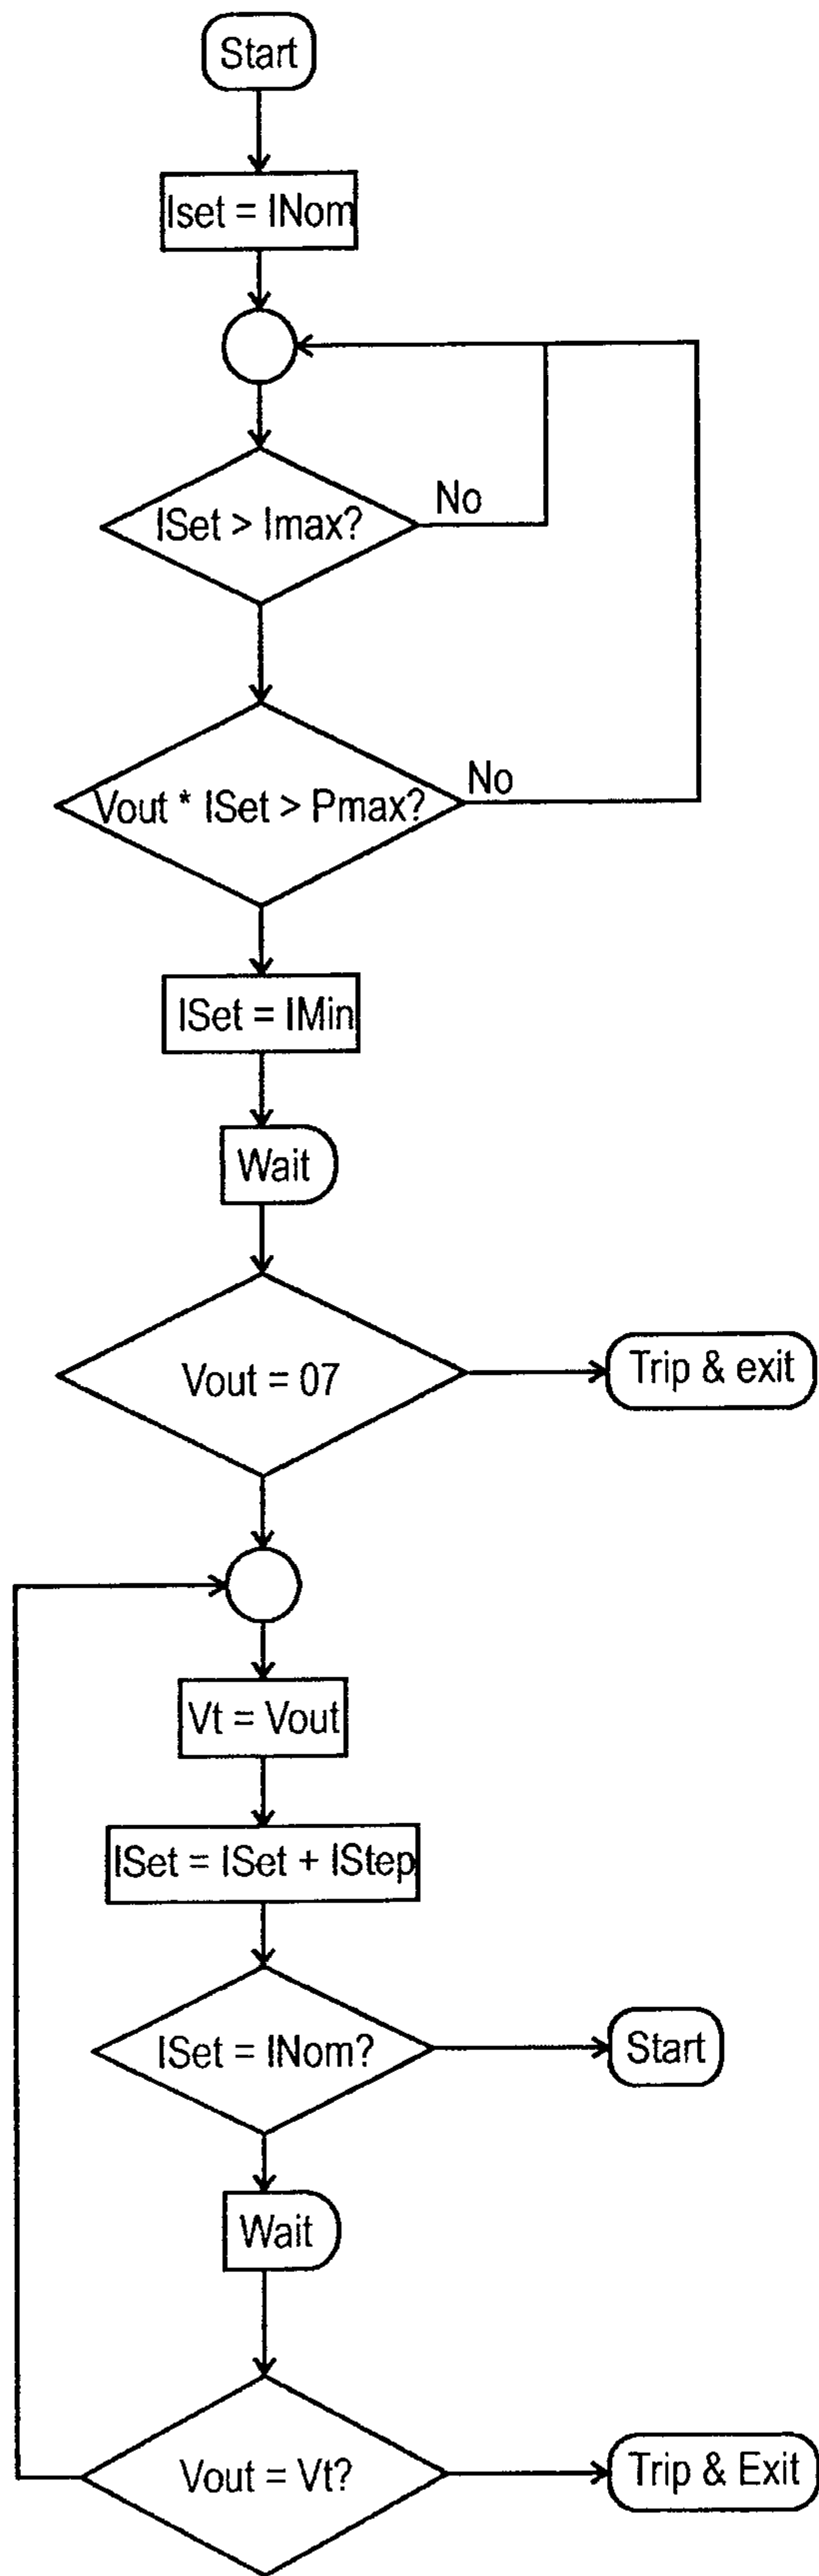 Start
Iset = INom
ISet > Imax?
No
Vout * ISet > Pmax?
No
ISet = IMin
Wait
Vout = 07
Trip & exit
Vt = Vout
ISet = ISet + IStep
ISet = INom?
Start
Wait
Vout = Vt?
Trip & Exit